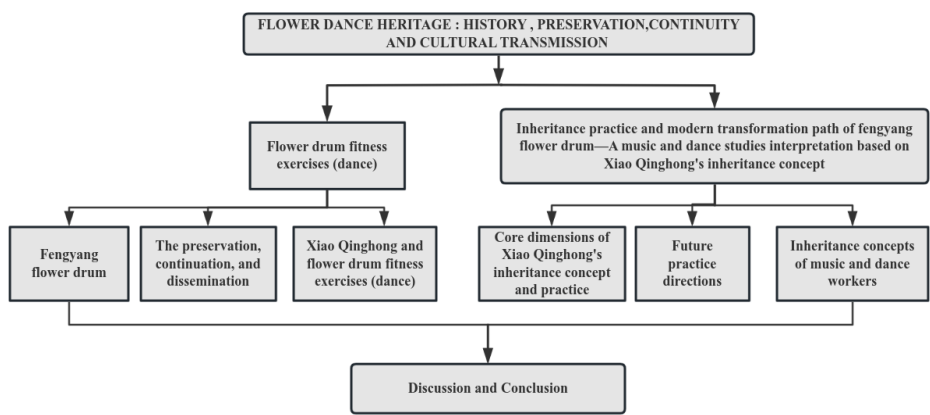 FLOWER DANCE HERITAGE : HISTORY , PRESERVATION,CONTINUITY
AND CULTURAL TRANSMISSION
Flower drum fitness
exercises (dance)
Inheritance practice and modern transformation path of fengyang
flower drum—A music and dance studies interpretation based on
Xiao Qinghong's inheritance concept
Fengyang
flower drum
The preservation,
continuation, and
dissemination
Xiao Qinghong and
flower drum fitness
exercises (dance)
Core dimensions of
Xiao Qinghong's
inheritance concept
and practice
Future
practice
directions
Inheritance concepts
of music and dance
workers
Discussion and Conclusion